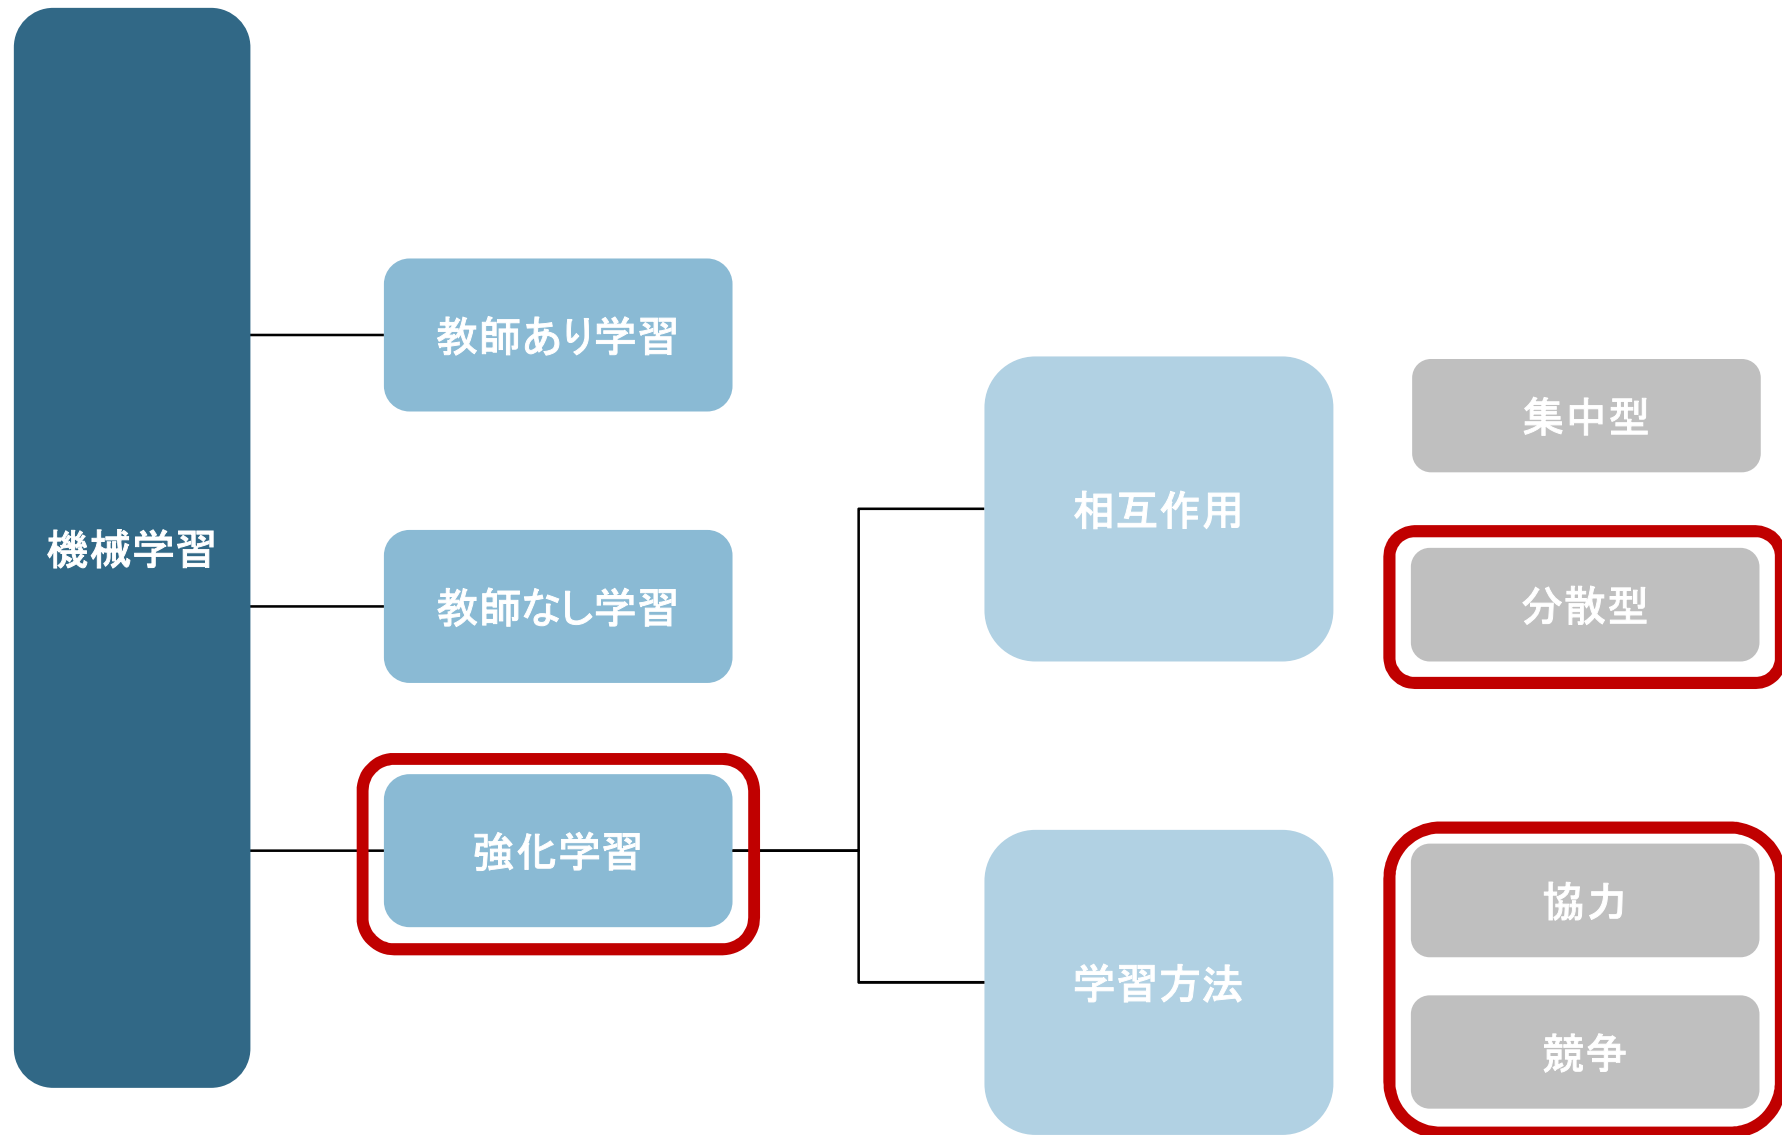 機械学習
教師あり学習
教師なし学習
強化学習
相互作用
集中型
分散型
学習方法
協力
競争